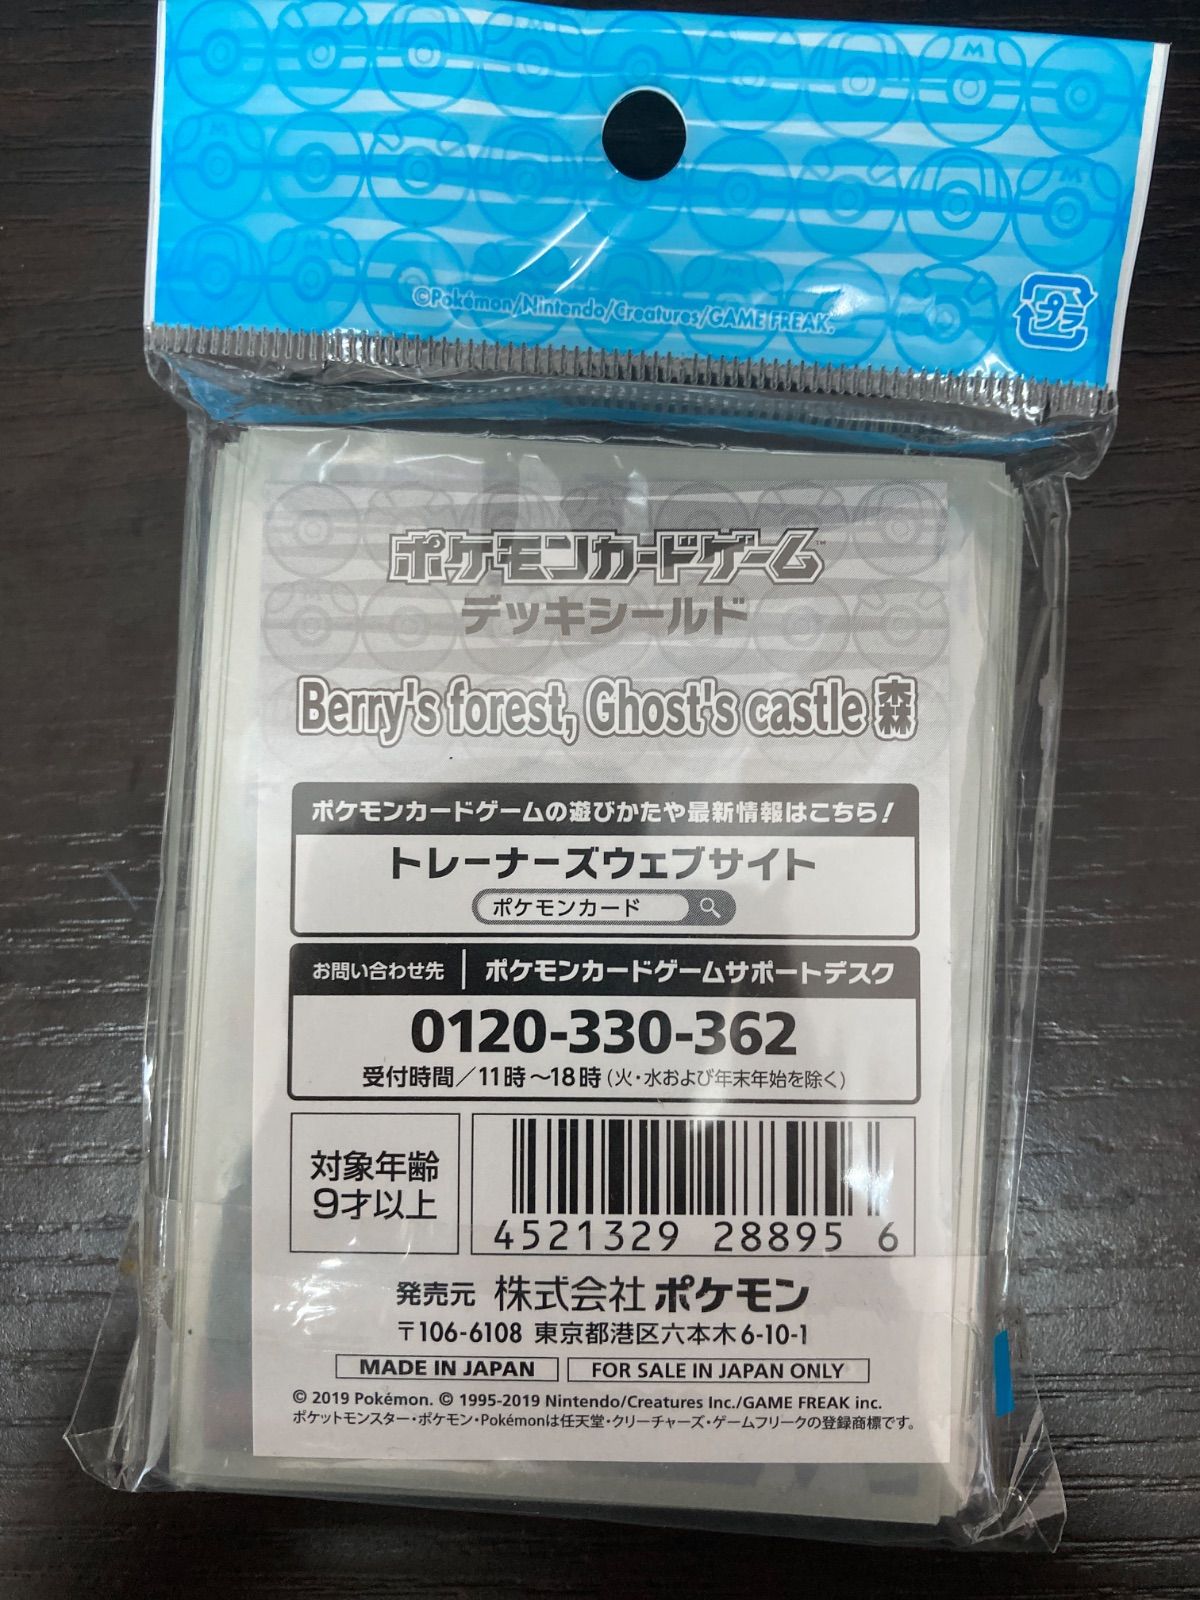 ©Pokémon/Nintendo/Creatures/GAME FREAK.
プラ
ポケモンカードゲーム™
デッキシールド
Berry's forest, Ghost's castle 森
ポケモンカードゲームの遊びかたや最新情報はこちら!
トレーナーズウェブサイト
ポケモンカード
お問い合わせ先 ポケモンカードゲームサポートデスク
0120-330-362
受付時間/11時～18時(火・水および年末年始を除く)
対象年齢
9才以上
4521329 28895 6
発売元 株式会社 ポケモン
〒106-6108 東京都港区六本木6-10-1
MADE IN JAPAN FOR SALE IN JAPAN ONLY
© 2019 Pokémon. © 1995-2019 Nintendo/Creatures Inc./GAME FREAK inc.
ポケットモンスター・ポケモン・Pokémonは任天堂・クリーチャーズ・ゲームフリークの登録商標です。